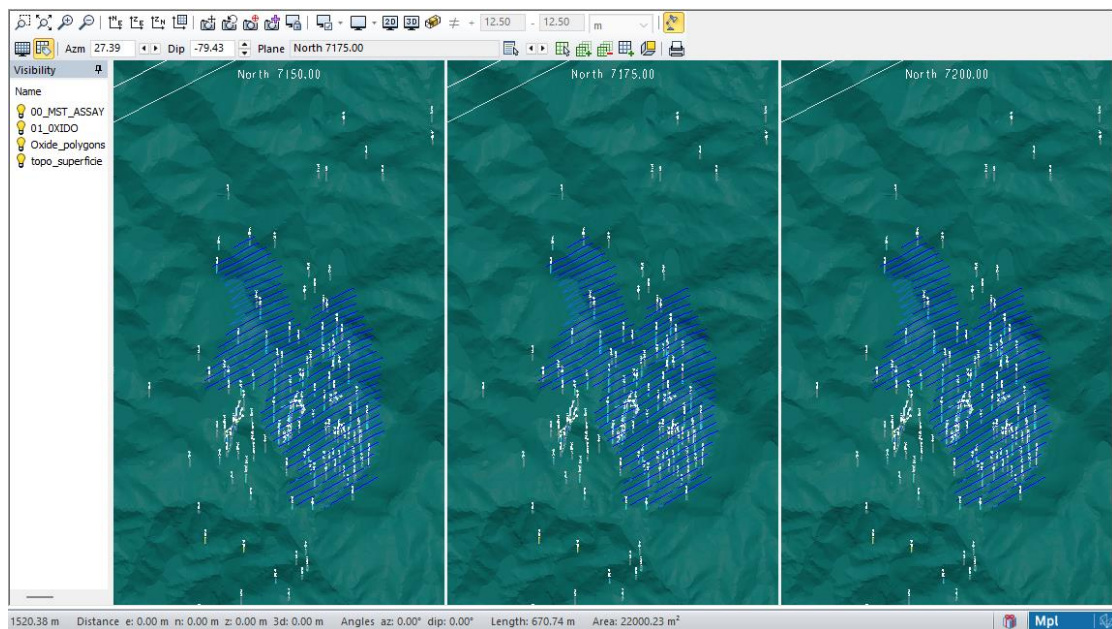 2D 3D 12.50 - 12.50 m
Azm 27.39 Dip -79.43 Plane North 7175.00
Visibility
Name
00_MST_ASSAY
01_OXIDO
Oxide_polygons
topo_superficie
North 7150.00
North 7175.00
North 7200.00
1520.38 m Distance e: 0.00 m n: 0.00 m z: 0.00 m 3d: 0.00 m Angles az: 0.00° dip: 0.00° Length: 670.74 m Area: 22000.23 m² Mpl